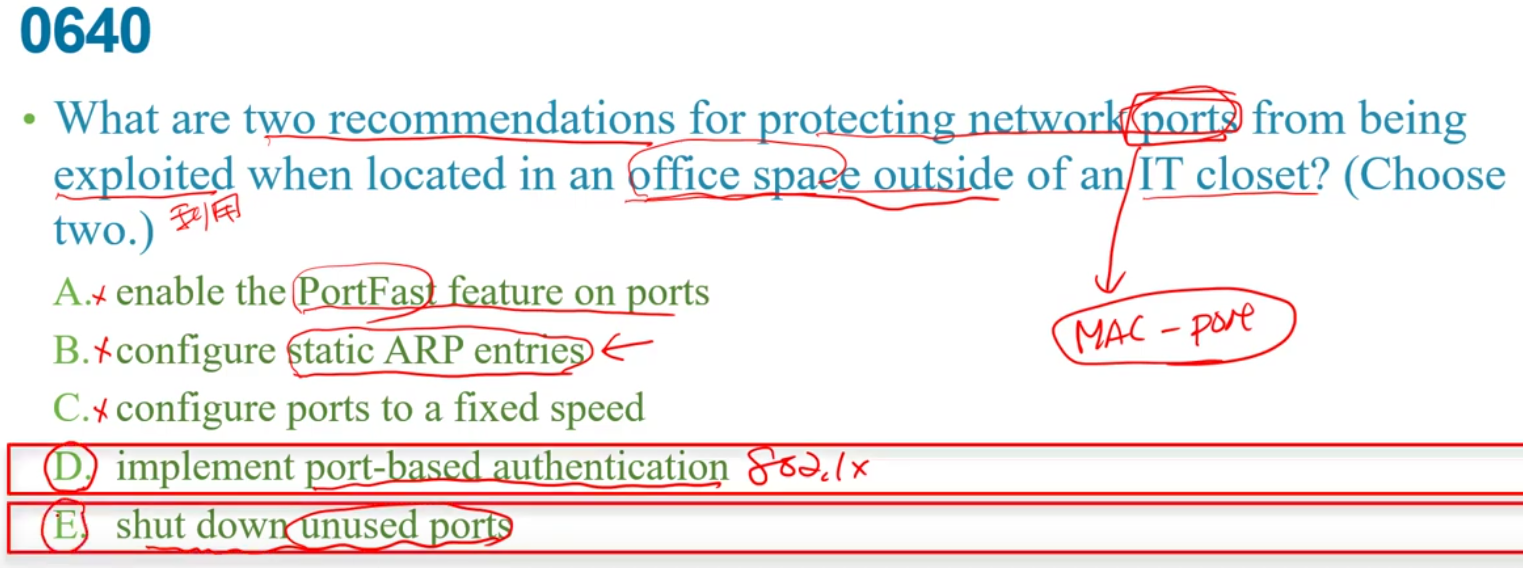 0640
• What are two recommendations for protecting network ports from being
exploited when located in an office space outside of an IT closet? (Choose
two.) 利用
A.x enable the PortFast feature on ports
B.x configure static ARP entries ←
MAC - port
C.x configure ports to a fixed speed
D. implement port-based authentication 802.1x
E. shut down unused ports